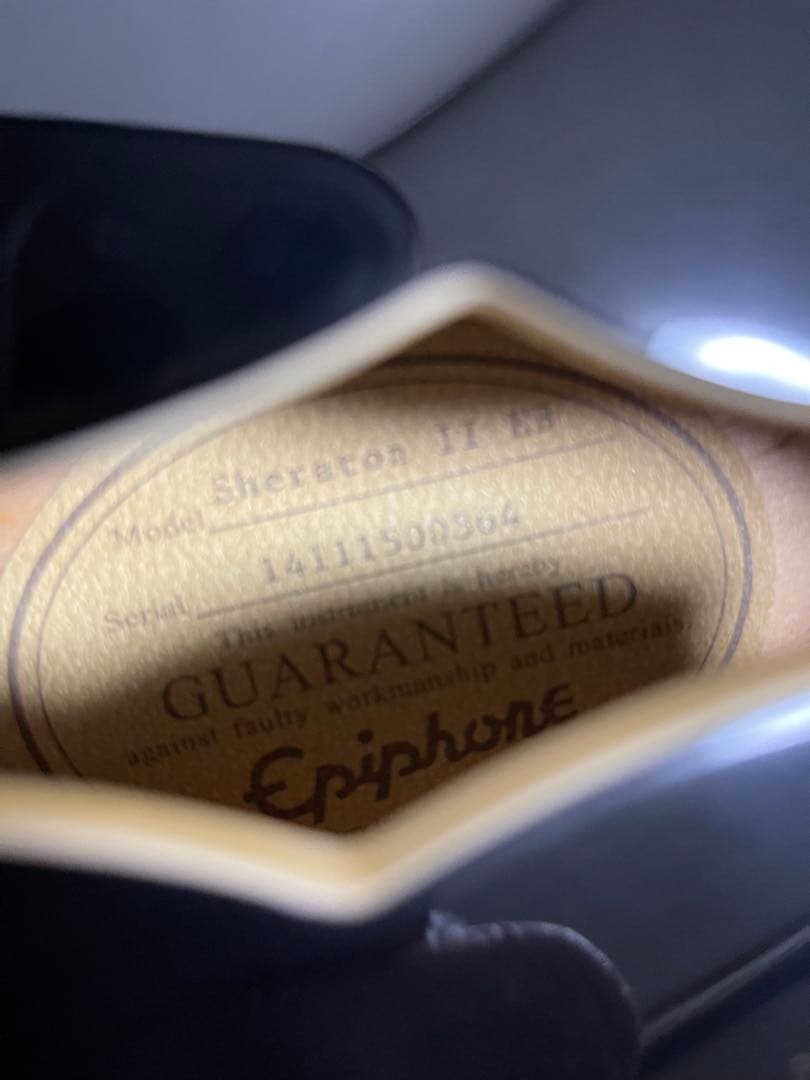 Model Sheraton II EB
Serial 14111500364
This instrument is hereby
GUARANTEED
against faulty workmanship and materials.
Epiphone